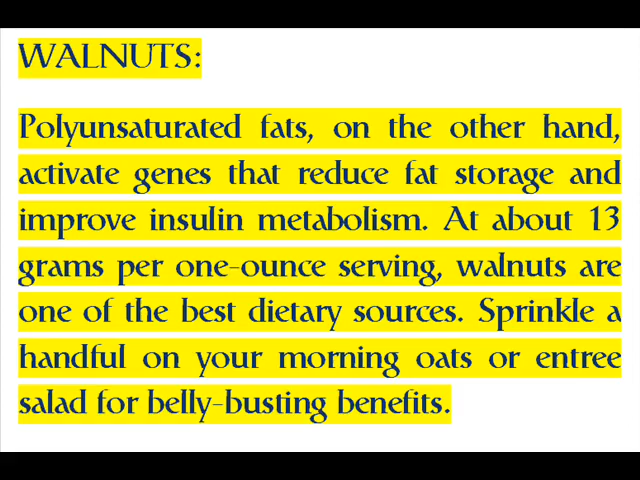 WALNUTS:
Polyunsaturated fats, on the other hand,
activate genes that reduce fat storage and
improve insulin metabolism. At about 13
grams per one-ounce serving, walnuts are
one of the best dietary sources. Sprinkle a
handful on your morning oats or entree
salad for belly-busting benefits.